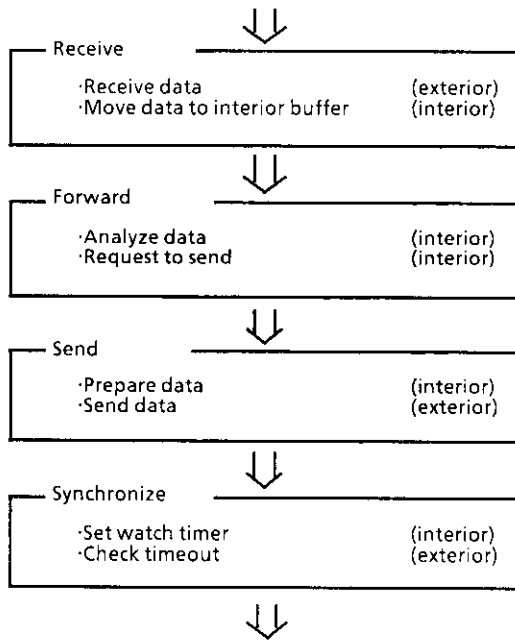 Receive
·Receive data (exterior)
·Move data to interior buffer (interior)
Forward
·Analyze data (interior)
·Request to send (interior)
Send
·Prepare data (interior)
·Send data (exterior)
Synchronize
·Set watch timer (interior)
·Check timeout (exterior)